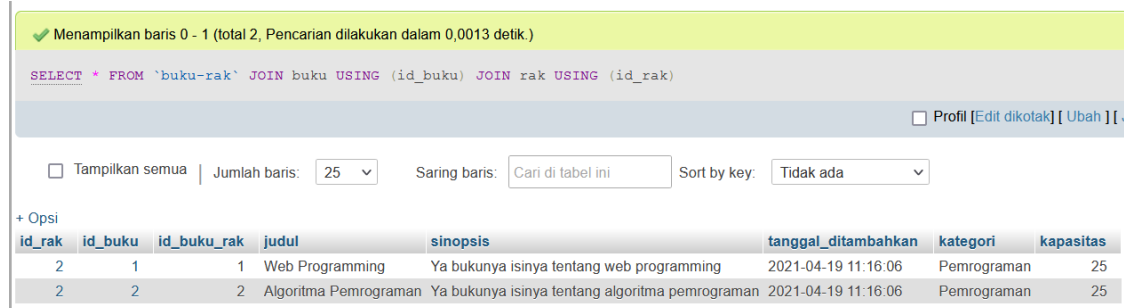 Menampilkan baris 0 - 1 (total 2, Pencarian dilakukan dalam 0,0013 detik.)
SELECT * FROM `buku-rak` JOIN buku USING (id_buku) JOIN rak USING (id_rak)
Profil [Edit dikotak] [ Ubah ] [
Tampilkan semua | Jumlah baris: 25 Saring baris: Cari di tabel ini Sort by key: Tidak ada
+ Opsi
id_rak id_buku id_buku_rak judul sinopsis tanggal_ditambahkan kategori kapasitas
2 1 1 Web Programming Ya bukunya isinya tentang web programming 2021-04-19 11:16:06 Pemrograman 25
2 2 2 Algoritma Pemrograman Ya bukunya isinya tentang algoritma pemrograman 2021-04-19 11:16:06 Pemrograman 25